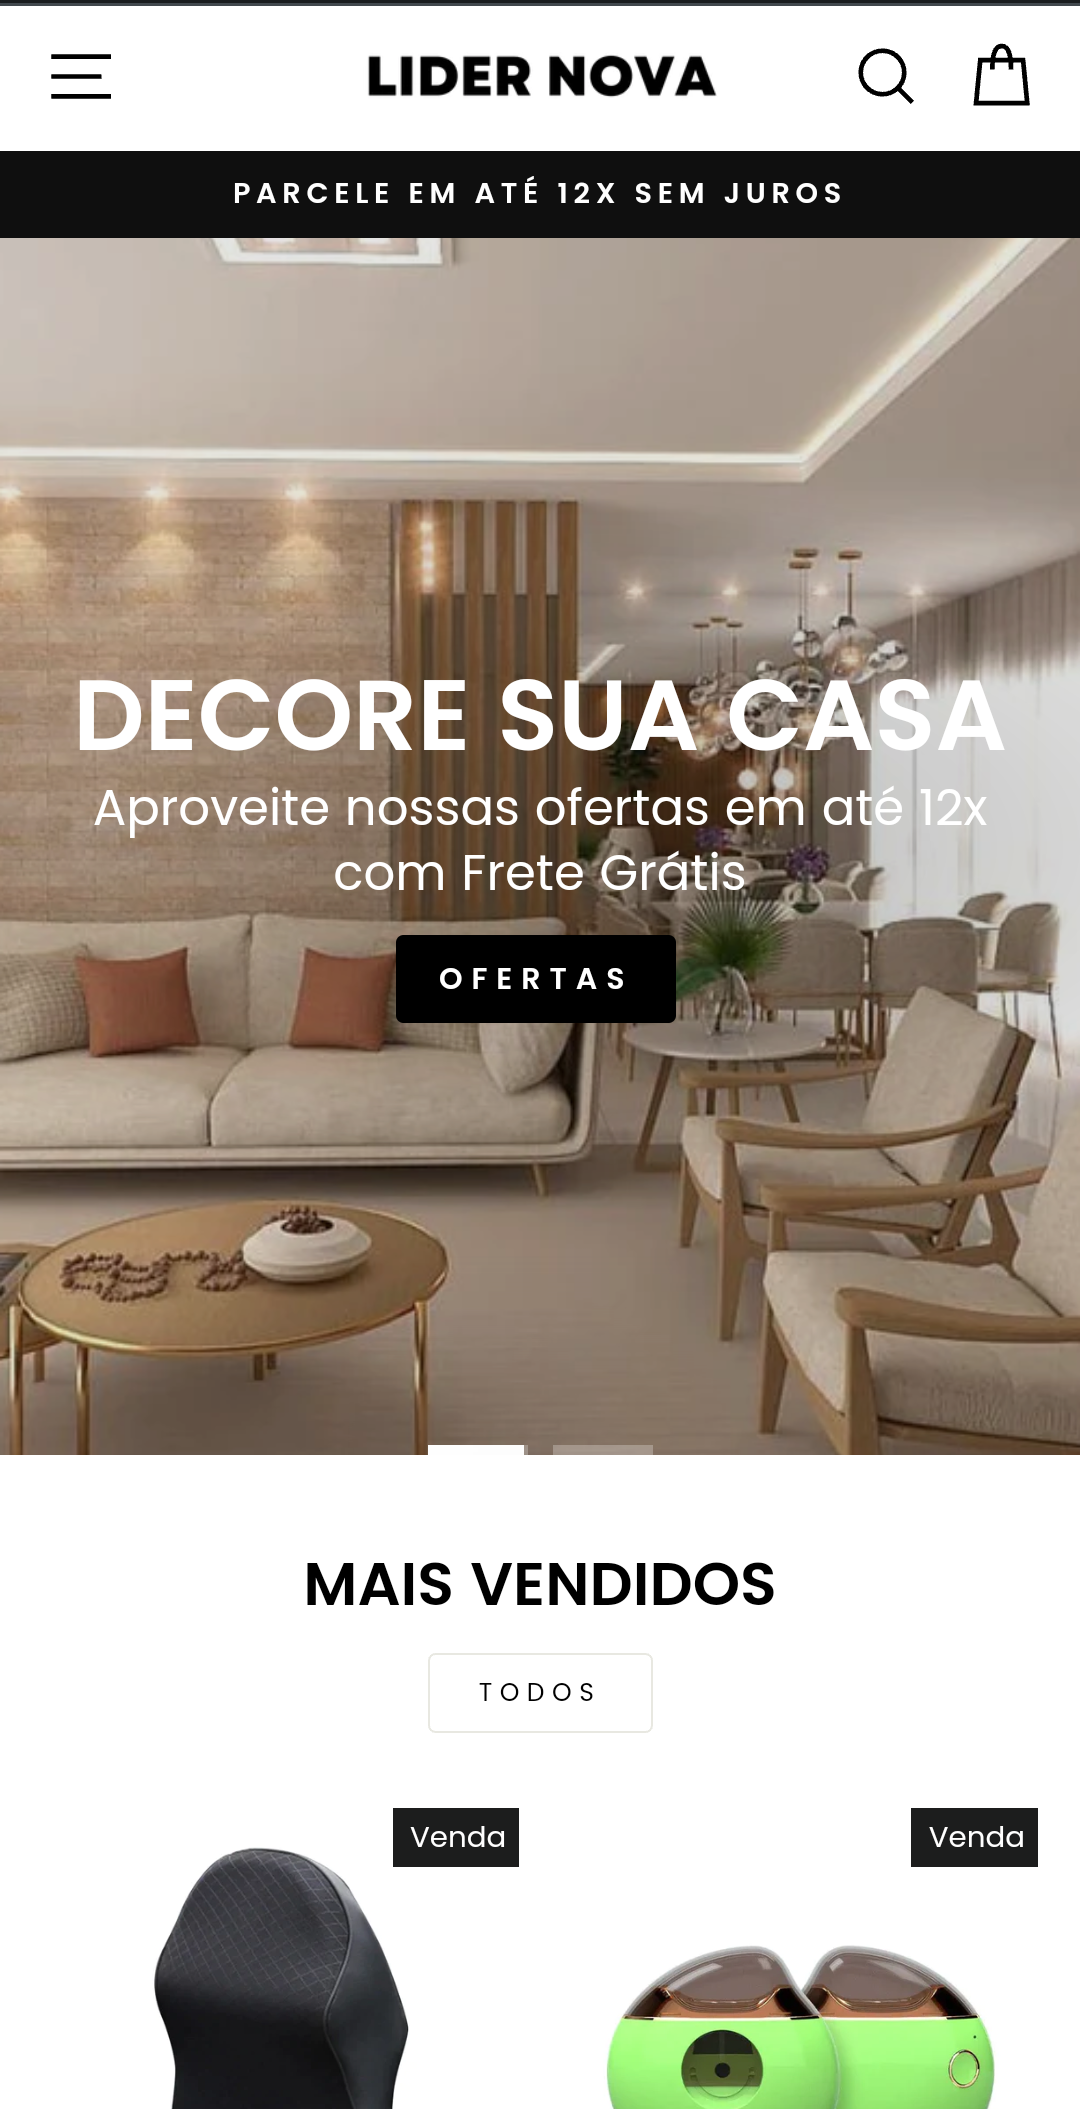 LIDER NOVA
PARCELE EM ATÉ 12X SEM JUROS
DECORE SUA CASA
Aproveite nossas ofertas em até 12x
com Frete Grátis
OFERTAS
MAIS VENDIDOS
TODOS
Venda
Venda